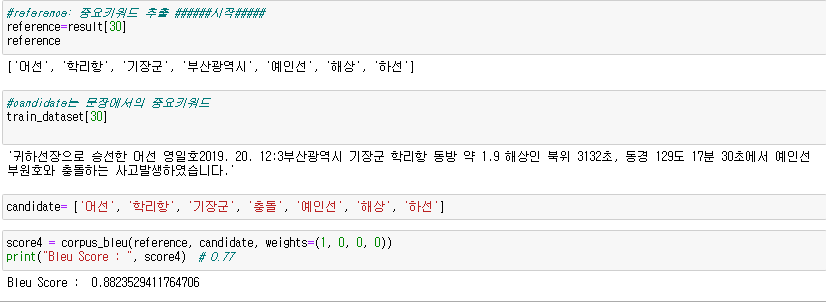 #reference: 중요키워드 추출 ######시작#####
reference=result[30]
reference
['어선', '학리항', '기장군', '부산광역시', '예인선', '해상', '하선']
#candidate는 문장에서의 중요키워드
train_dataset[30]
'귀하선장으로 승선한 어선 영일호2019. 20. 12:3부산광역시 기장군 학리항 동방 약 1.9 해상인 북위 3132초, 동경 129도 17분 30초에서 예인선
부원호와 충돌하는 사고발생하였습니다.'
candidate= ['어선', '학리항', '기장군', '충돌', '예인선', '해상', '하선']
score4 = corpus_bleu(reference, candidate, weights=(1, 0, 0, 0))
print("Bleu Score : ", score4)  # 0.77
Bleu Score :  0.8823529411764706